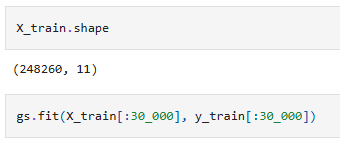 X_train.shape
(248260, 11)
gs.fit(X_train[:30_000], y_train[:30_000])